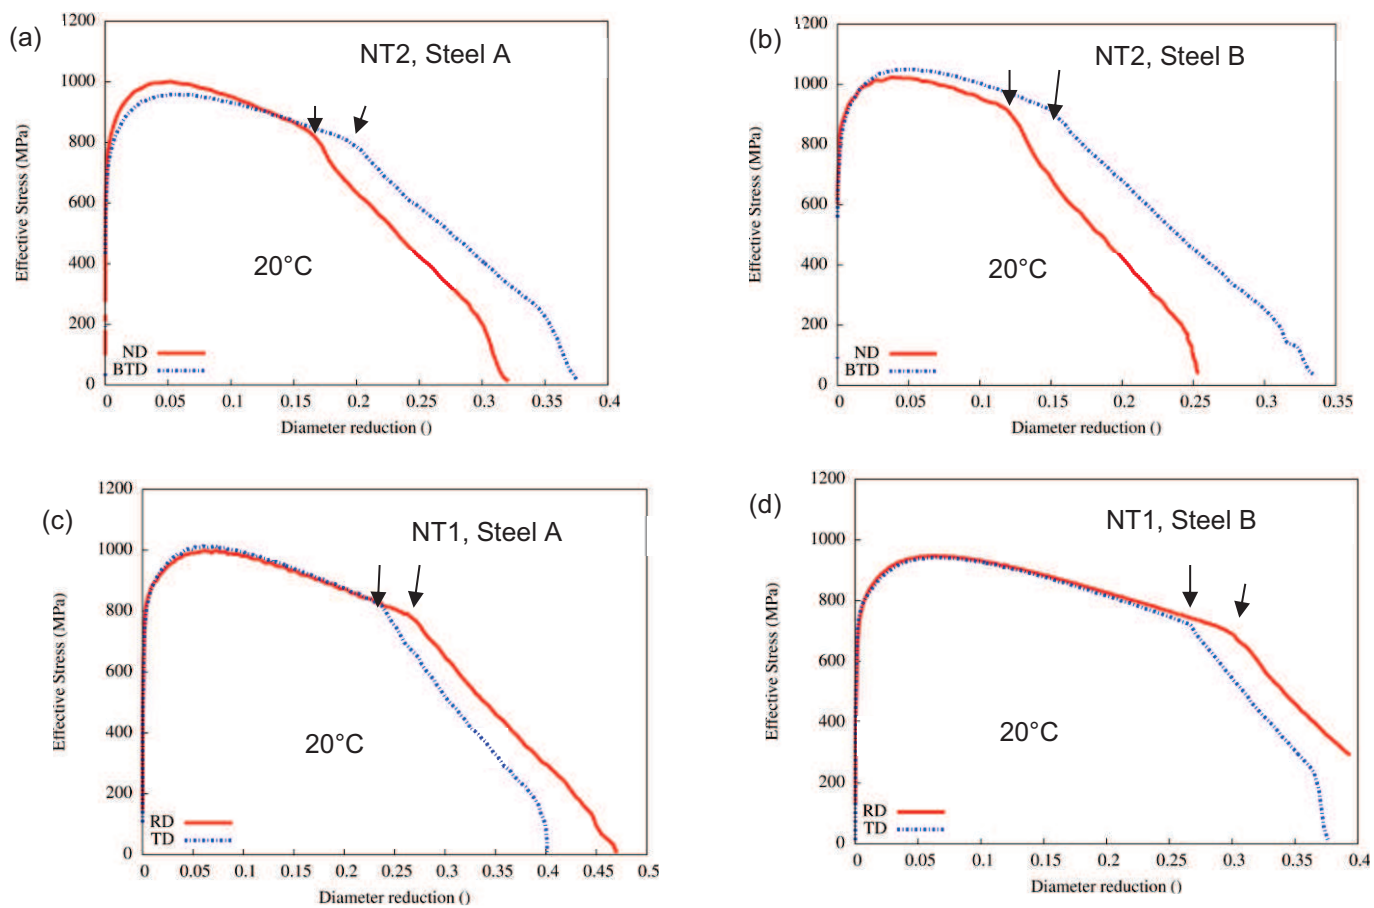 (a)
NT2, Steel A
1200
1000
800
600
400
200
0
Effective Stress (MPa)
20°C
ND
BTD
0 0.05 0.1 0.15 0.2 0.25 0.3 0.35 0.4
Diameter reduction ()
(b)
NT2, Steel B
1200
1000
800
600
400
200
0
Effective Stress (MPa)
20°C
ND
BTD
0 0.05 0.1 0.15 0.2 0.25 0.3 0.35
Diameter reduction ()
(c)
NT1, Steel A
1200
1000
800
600
400
200
0
Effective Stress (MPa)
20°C
RD
TD
0 0.05 0.1 0.15 0.2 0.25 0.3 0.35 0.4 0.45 0.5
Diameter reduction ()
(d)
NT1, Steel B
1200
1000
800
600
400
200
0
Effective Stress (MPa)
20°C
RD
TD
0 0.05 0.1 0.15 0.2 0.25 0.3 0.35 0.4
Diameter reduction ()